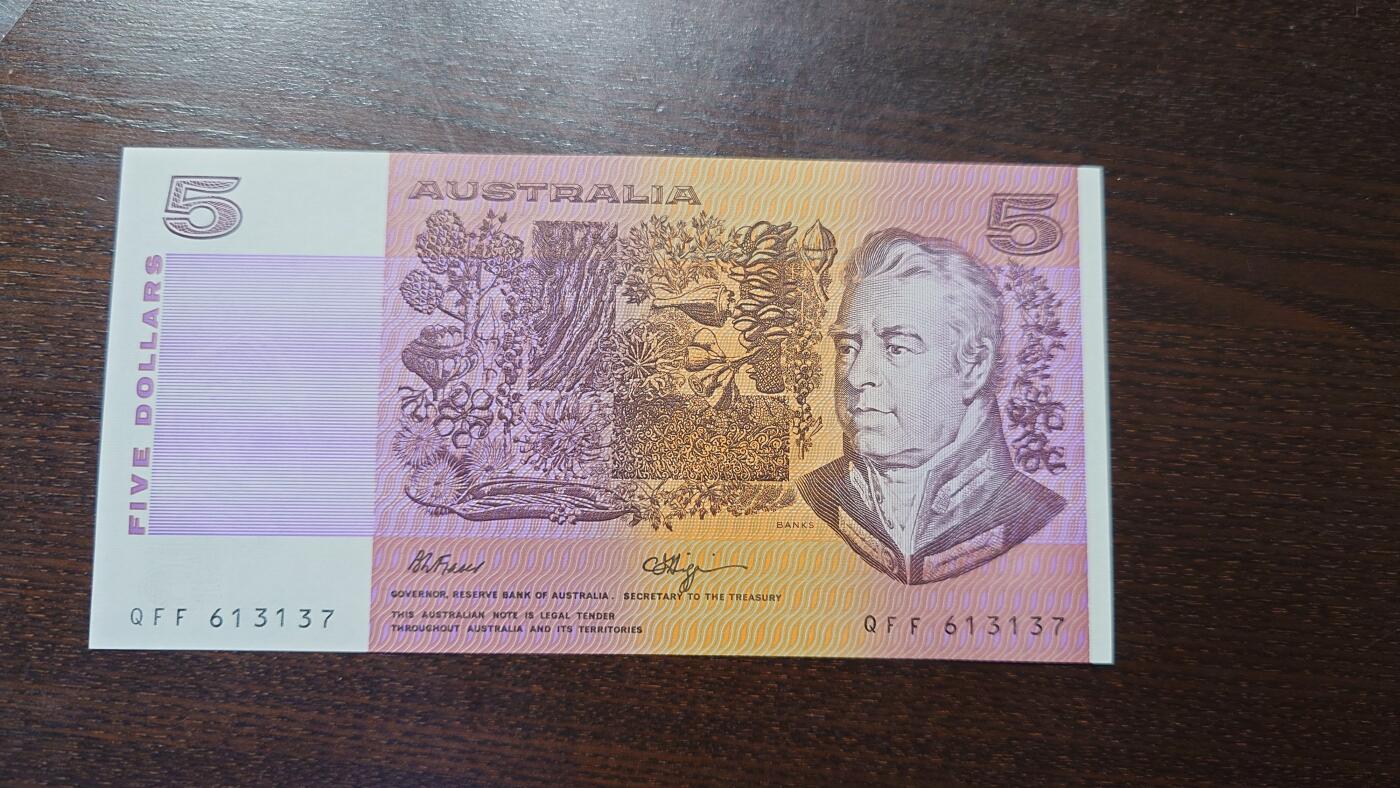 5
AUSTRALIA
5
FIVE DOLLARS
BANKS
GOVERNOR, RESERVE BANK OF AUSTRALIA. SECRETARY TO THE TREASURY
THIS AUSTRALIAN NOTE IS LEGAL TENDER
THROUGHOUT AUSTRALIA AND ITS TERRITORIES
QFF 613137
QFF 613137